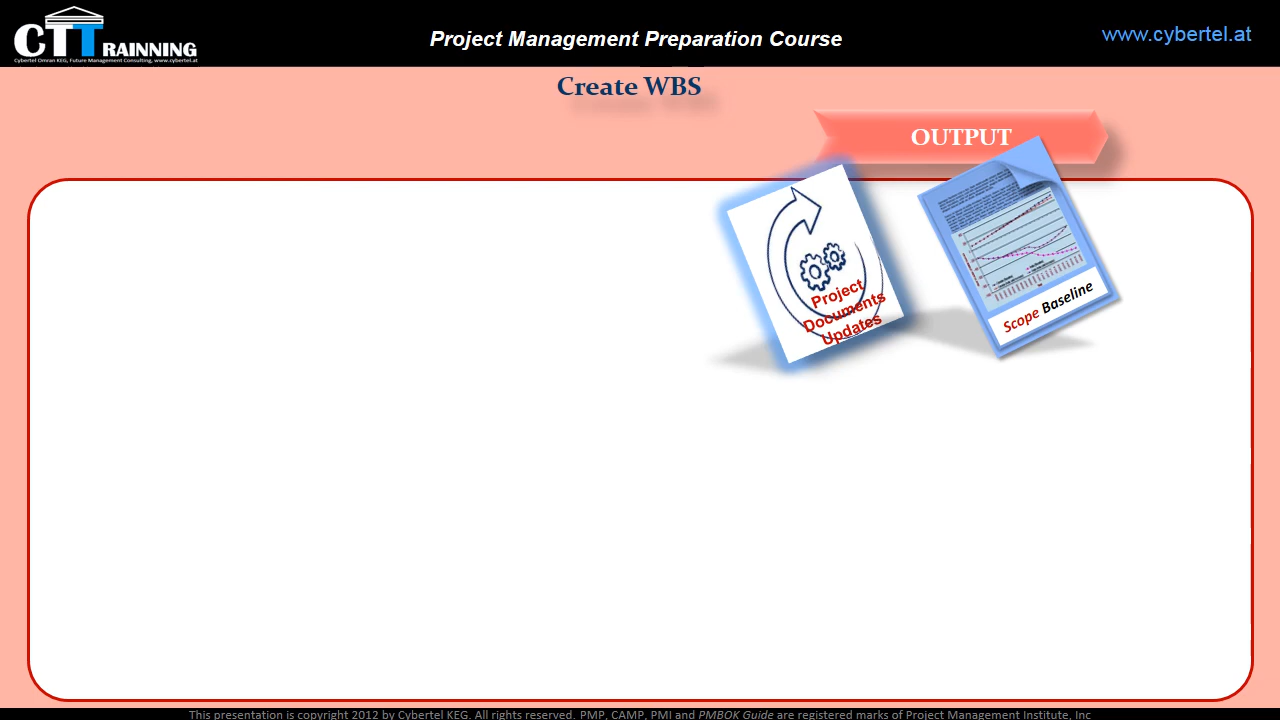 CTTRAINNING
Cybertel Omran KEG, Future Management Consulting, www.cybertel.at
Project Management Preparation Course
www.cybertel.at
Create WBS
OUTPUT
Project
Documents
Updates
Scope Baseline
This presentation is copyright 2012 by Cybertel KEG. All rights reserved. PMP, CAMP, PMI and PMBOK Guide are registered marks of Project Management Institute, Inc